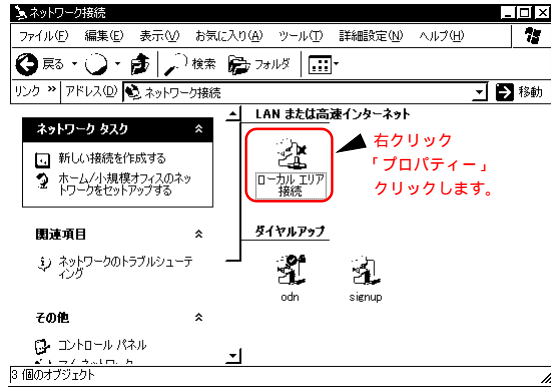 ネットワーク接続
ファイル(F) 編集(E) 表示(V) お気に入り(A) ツール(T) 詳細設定(N) ヘルプ(H)
戻る 検索 フォルダ
リンク » アドレス(D) ネットワーク接続 移動
ネットワーク タスク
新しい接続を作成する
ホーム/小規模オフィスのネッ
トワークをセットアップする
関連項目
ネットワークのトラブルシューテ
ィング
その他
コントロール パネル
LAN または高速インターネット
ローカル エリア
接続
右クリック
「プロパティー」
クリックします。
ダイヤルアップ
odn signup
3 個のオブジェクト